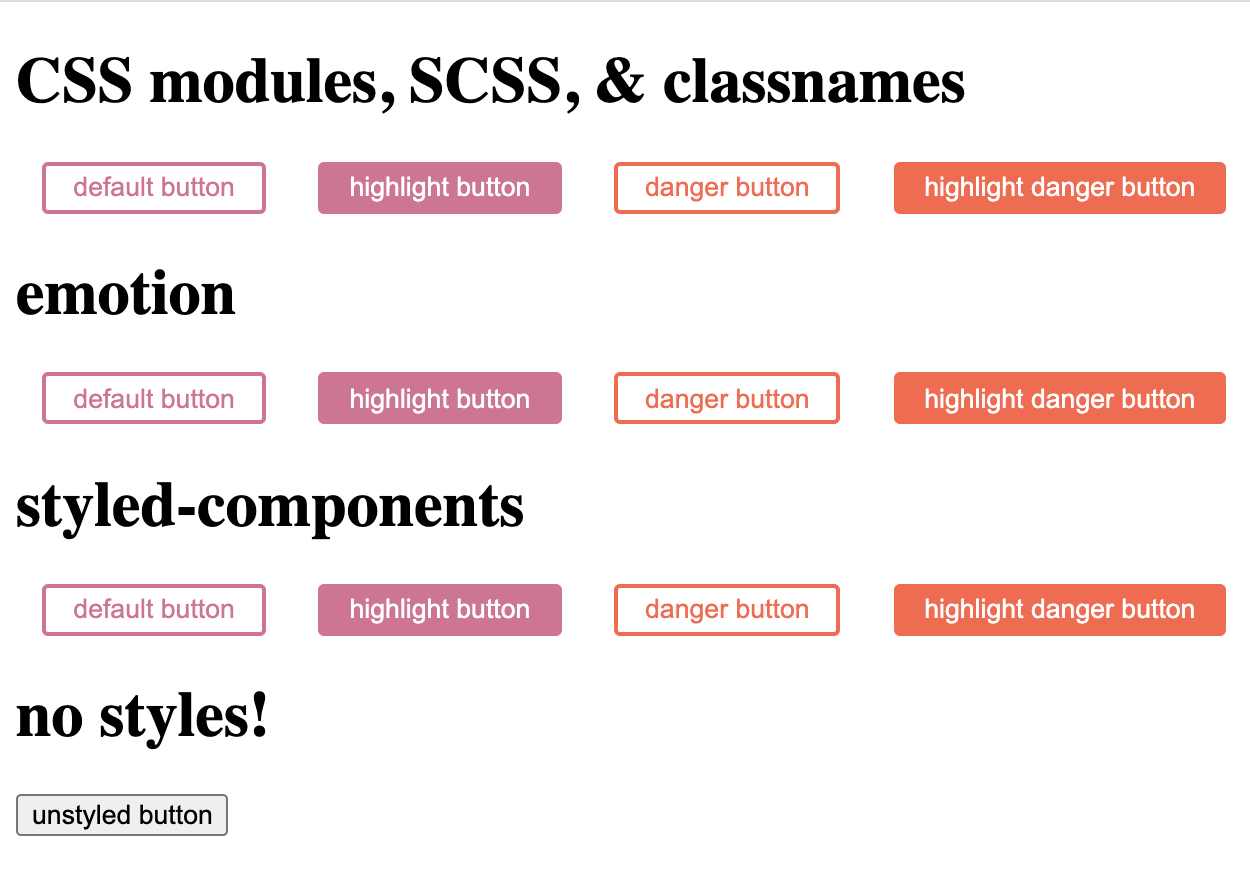 CSS modules, SCSS, & classnames
default button highlight button danger button highlight danger button
emotion
default button highlight button danger button highlight danger button
styled-components
default button highlight button danger button highlight danger button
no styles!
unstyled button